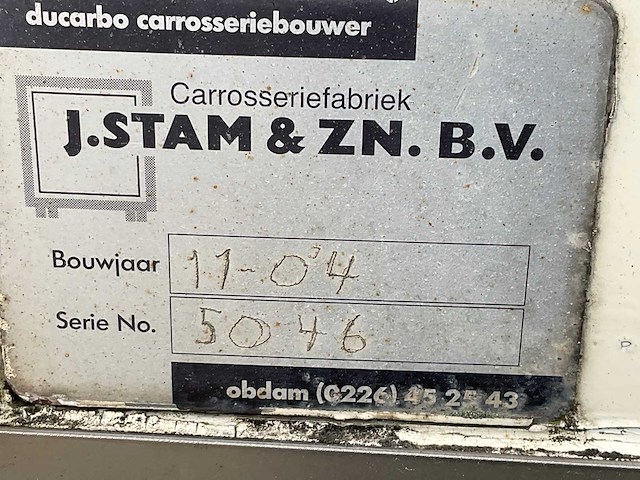 ducarbo carrosseriebouwer
Carrosseriefabriek
J.STAM & ZN. B.V.
Bouwjaar 11-04
Serie No. 5046
obdam (0226) 45 25 43